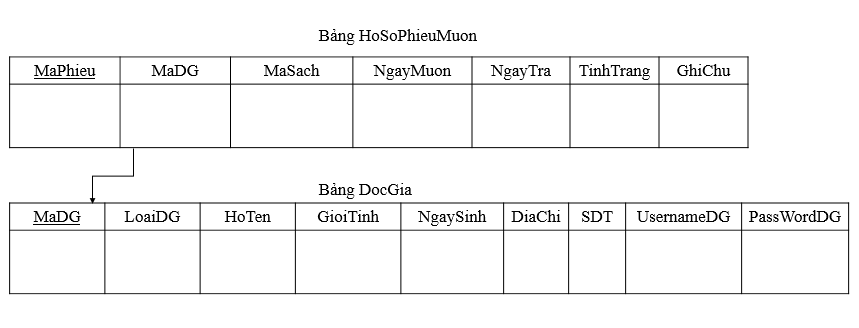 Bảng HoSoPhieuMuon
MaPhieu MaDG MaSach NgayMuon NgayTra TinhTrang GhiChu
Bảng DocGia
MaDG LoaiDG HoTen GioiTinh NgaySinh DiaChi SDT UsernameDG PassWordDG